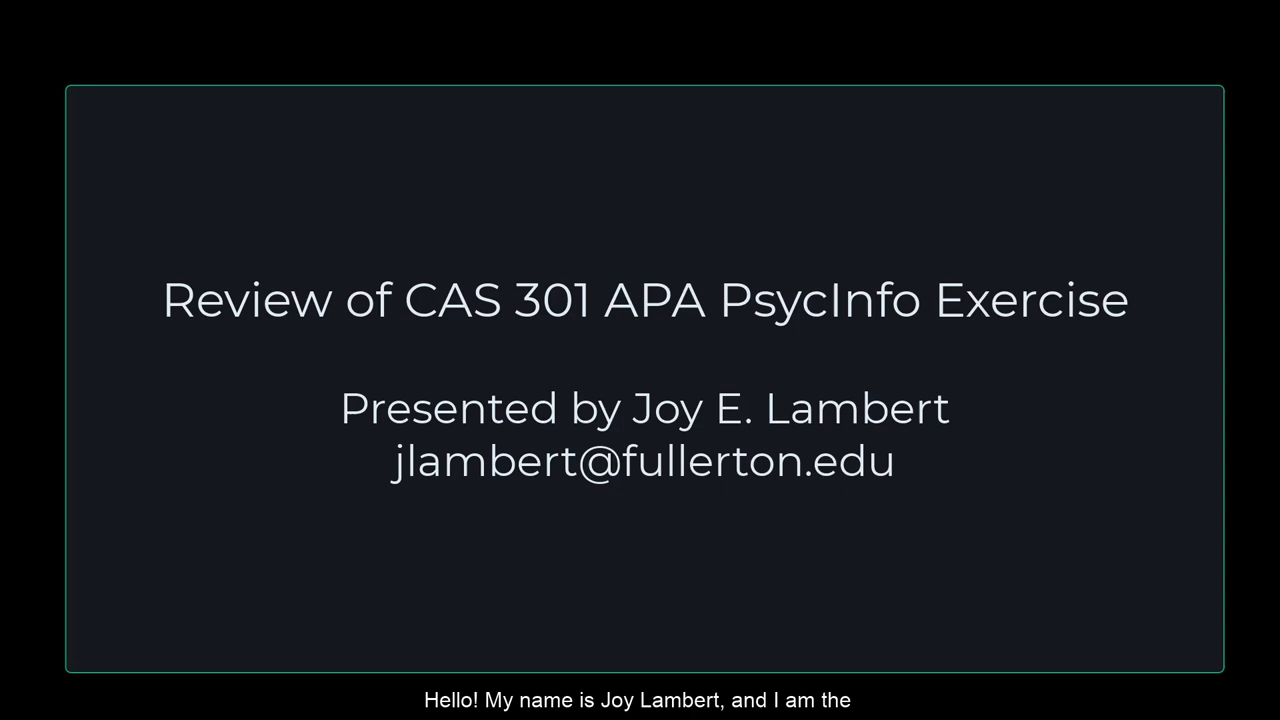 Review of CAS 301 APA PsycInfo Exercise
Presented by Joy E. Lambert
jlambert@fullerton.edu
Hello! My name is Joy Lambert, and I am the